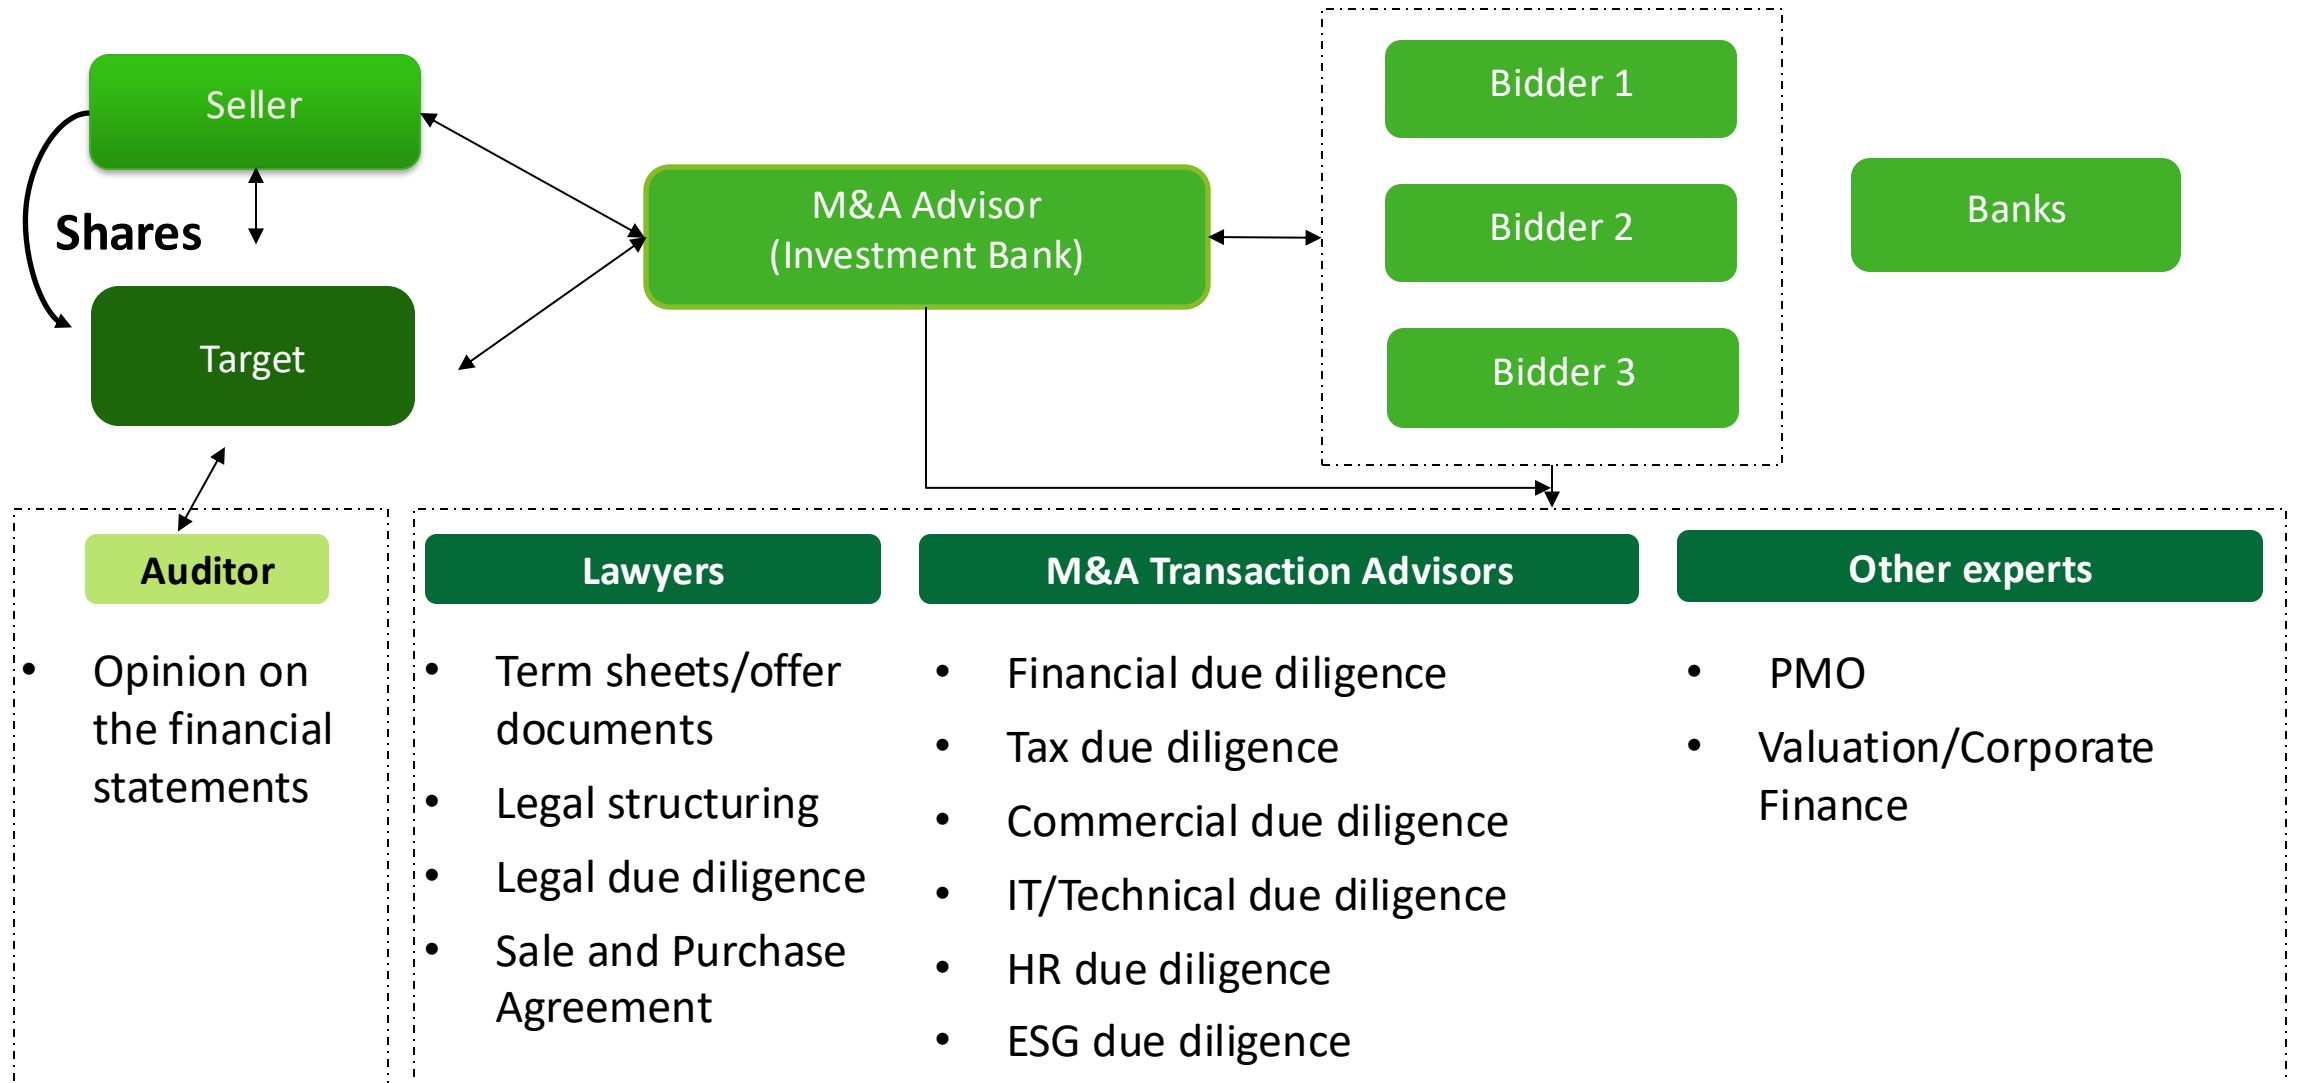 Seller
Shares
Target
M&A Advisor
(Investment Bank)
Bidder 1
Bidder 2
Bidder 3
Banks
Auditor
• Opinion on
the financial
statements
Lawyers
• Term sheets/offer
documents
• Legal structuring
• Legal due diligence
• Sale and Purchase
Agreement
M&A Transaction Advisors
• Financial due diligence
• Tax due diligence
• Commercial due diligence
• IT/Technical due diligence
• HR due diligence
• ESG due diligence
Other experts
• PMO
• Valuation/Corporate
Finance